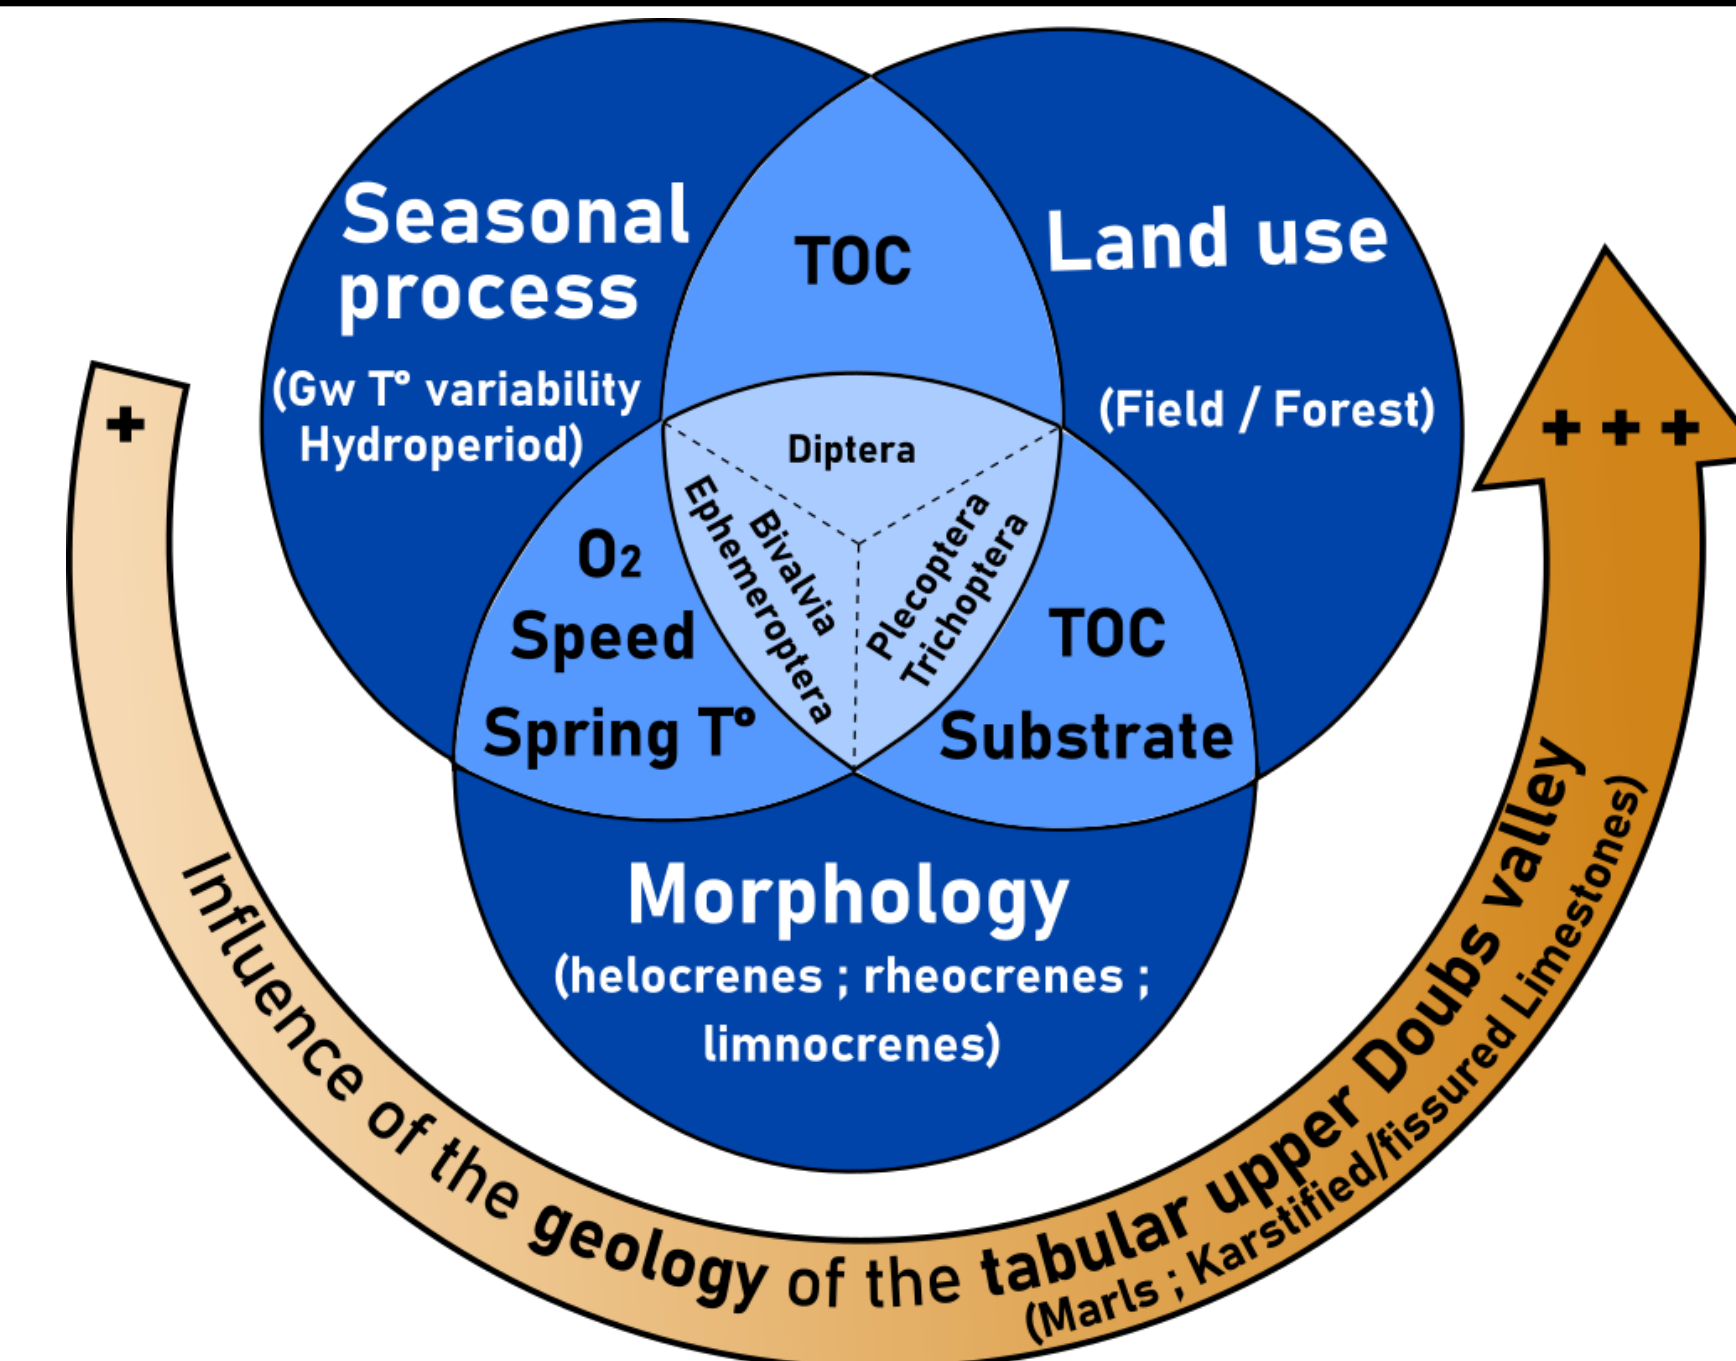 Seasonal
process
(Gw T° variability
Hydroperiod)
TOC
Land use
(Field / Forest)
Diptera
Bivalvia
Ephemeroptera
Plecoptera
Trichoptera
O₂
Speed
Spring T°
TOC
Substrate
Morphology
(helocrenes ; rheocrenes ;
limnocrenes)
+
+ + +
Influence of the geology of the tabular upper Doubs valley
(Marls ; Karstified/fissured Limestones)